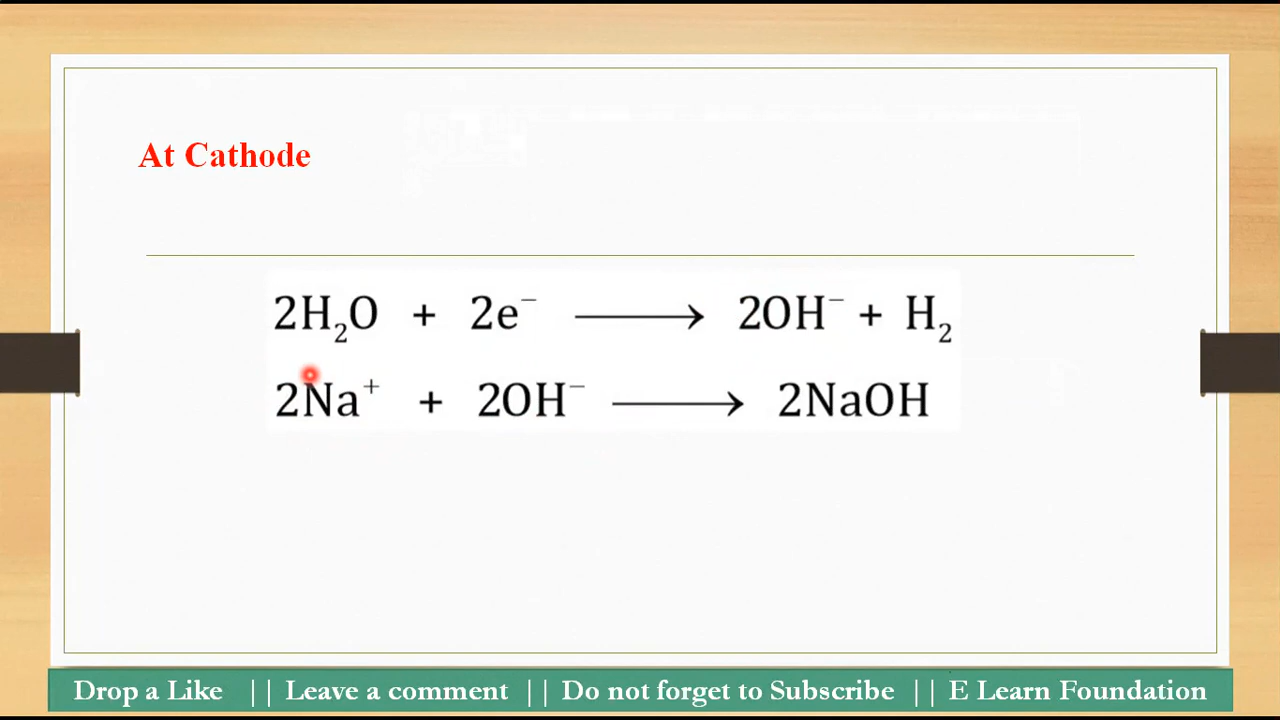 At Cathode
2H₂O + 2e⁻ ⟶ 2OH⁻ + H₂
2Na⁺ + 2OH⁻ ⟶ 2NaOH
Drop a Like || Leave a comment || Do not forget to Subscribe || E Learn Foundation